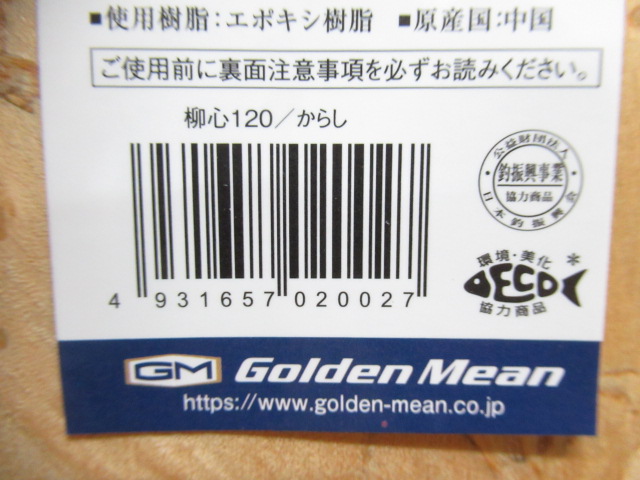 ■使用樹脂:エポキシ樹脂 ■原産国:中国
ご使用前に裏面注意事項を必ずお読みください。
柳心120/からし
4 931657 020027
公益財団法人
釣振興事業
協力商品
日本釣振興会
環境・美化
ECO
*
協力商品
GM Golden Mean
https://www.golden-mean.co.jp